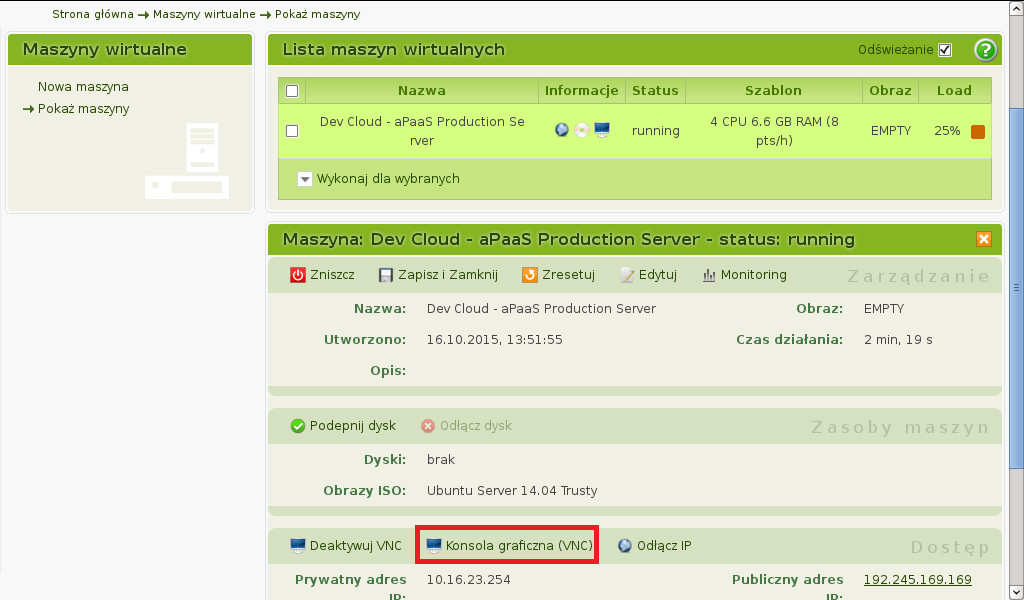 Strona główna → Maszyny wirtualne → Pokaż maszyny
Maszyny wirtualne
Nowa maszyna
→ Pokaż maszyny
Lista maszyn wirtualnych
Odświeżanie
?
Nazwa Informacje Status Szablon Obraz Load
Dev Cloud - aPaaS Production Se
rver
running
4 CPU 6.6 GB RAM (8
pts/h)
EMPTY
25%
Wykonaj dla wybranych
Maszyna: Dev Cloud - aPaaS Production Server - status: running
Zniszcz Zapisz i Zamknij Zresetuj Edytuj Monitoring Zarządzanie
Nazwa: Dev Cloud - aPaaS Production Server Obraz: EMPTY
Utworzono: 16.10.2015, 13:51:55 Czas działania: 2 min, 19 s
Opis:
Podepnij dysk Odłącz dysk Zasoby maszyn
Dyski: brak
Obrazy ISO: Ubuntu Server 14.04 Trusty
Deaktywuj VNC Konsola graficzna (VNC) Odłącz IP Dostęp
Prywatny adres 10.16.23.254 Publiczny adres 192.245.169.169
IP: IP: